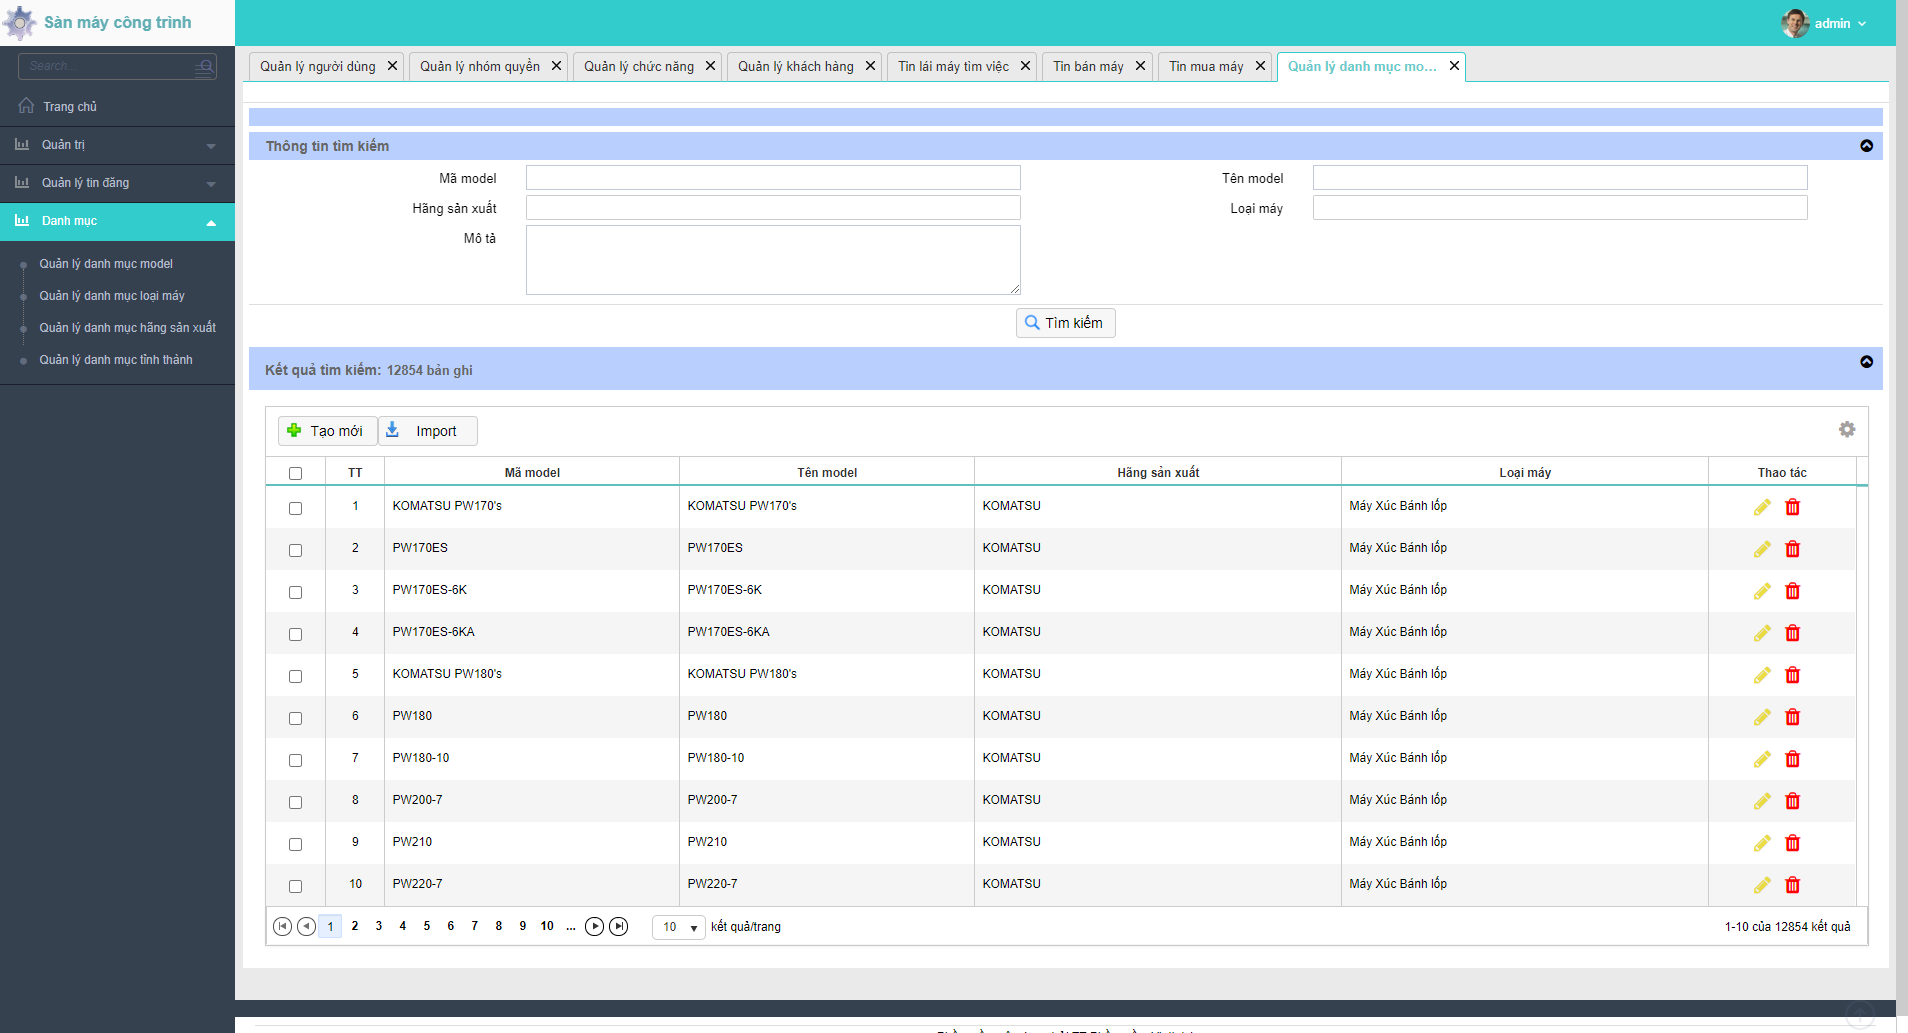 Sàn máy công trình
admin
Search...
Trang chủ
Quản trị
Quản lý tin đăng
Danh mục
Quản lý danh mục model
Quản lý danh mục loại máy
Quản lý danh mục hãng sản xuất
Quản lý danh mục tỉnh thành
Quản lý người dùng Quản lý nhóm quyền Quản lý chức năng Quản lý khách hàng Tin lái máy tìm việc Tin bán máy Tin mua máy Quản lý danh mục mo...
Thông tin tìm kiếm
Mã model Tên model
Hãng sản xuất Loại máy
Mô tả
Tìm kiếm
Kết quả tìm kiếm: 12854 bản ghi
Tạo mới Import
TT Mã model Tên model Hãng sản xuất Loại máy Thao tác
1 KOMATSU PW170's KOMATSU PW170's KOMATSU Máy Xúc Bánh lốp
2 PW170ES PW170ES KOMATSU Máy Xúc Bánh lốp
3 PW170ES-6K PW170ES-6K KOMATSU Máy Xúc Bánh lốp
4 PW170ES-6KA PW170ES-6KA KOMATSU Máy Xúc Bánh lốp
5 KOMATSU PW180's KOMATSU PW180's KOMATSU Máy Xúc Bánh lốp
6 PW180 PW180 KOMATSU Máy Xúc Bánh lốp
7 PW180-10 PW180-10 KOMATSU Máy Xúc Bánh lốp
8 PW200-7 PW200-7 KOMATSU Máy Xúc Bánh lốp
9 PW210 PW210 KOMATSU Máy Xúc Bánh lốp
10 PW220-7 PW220-7 KOMATSU Máy Xúc Bánh lốp
1 2 3 4 5 6 7 8 9 10 ... 10 kết quả/trang 1-10 của 12854 kết quả